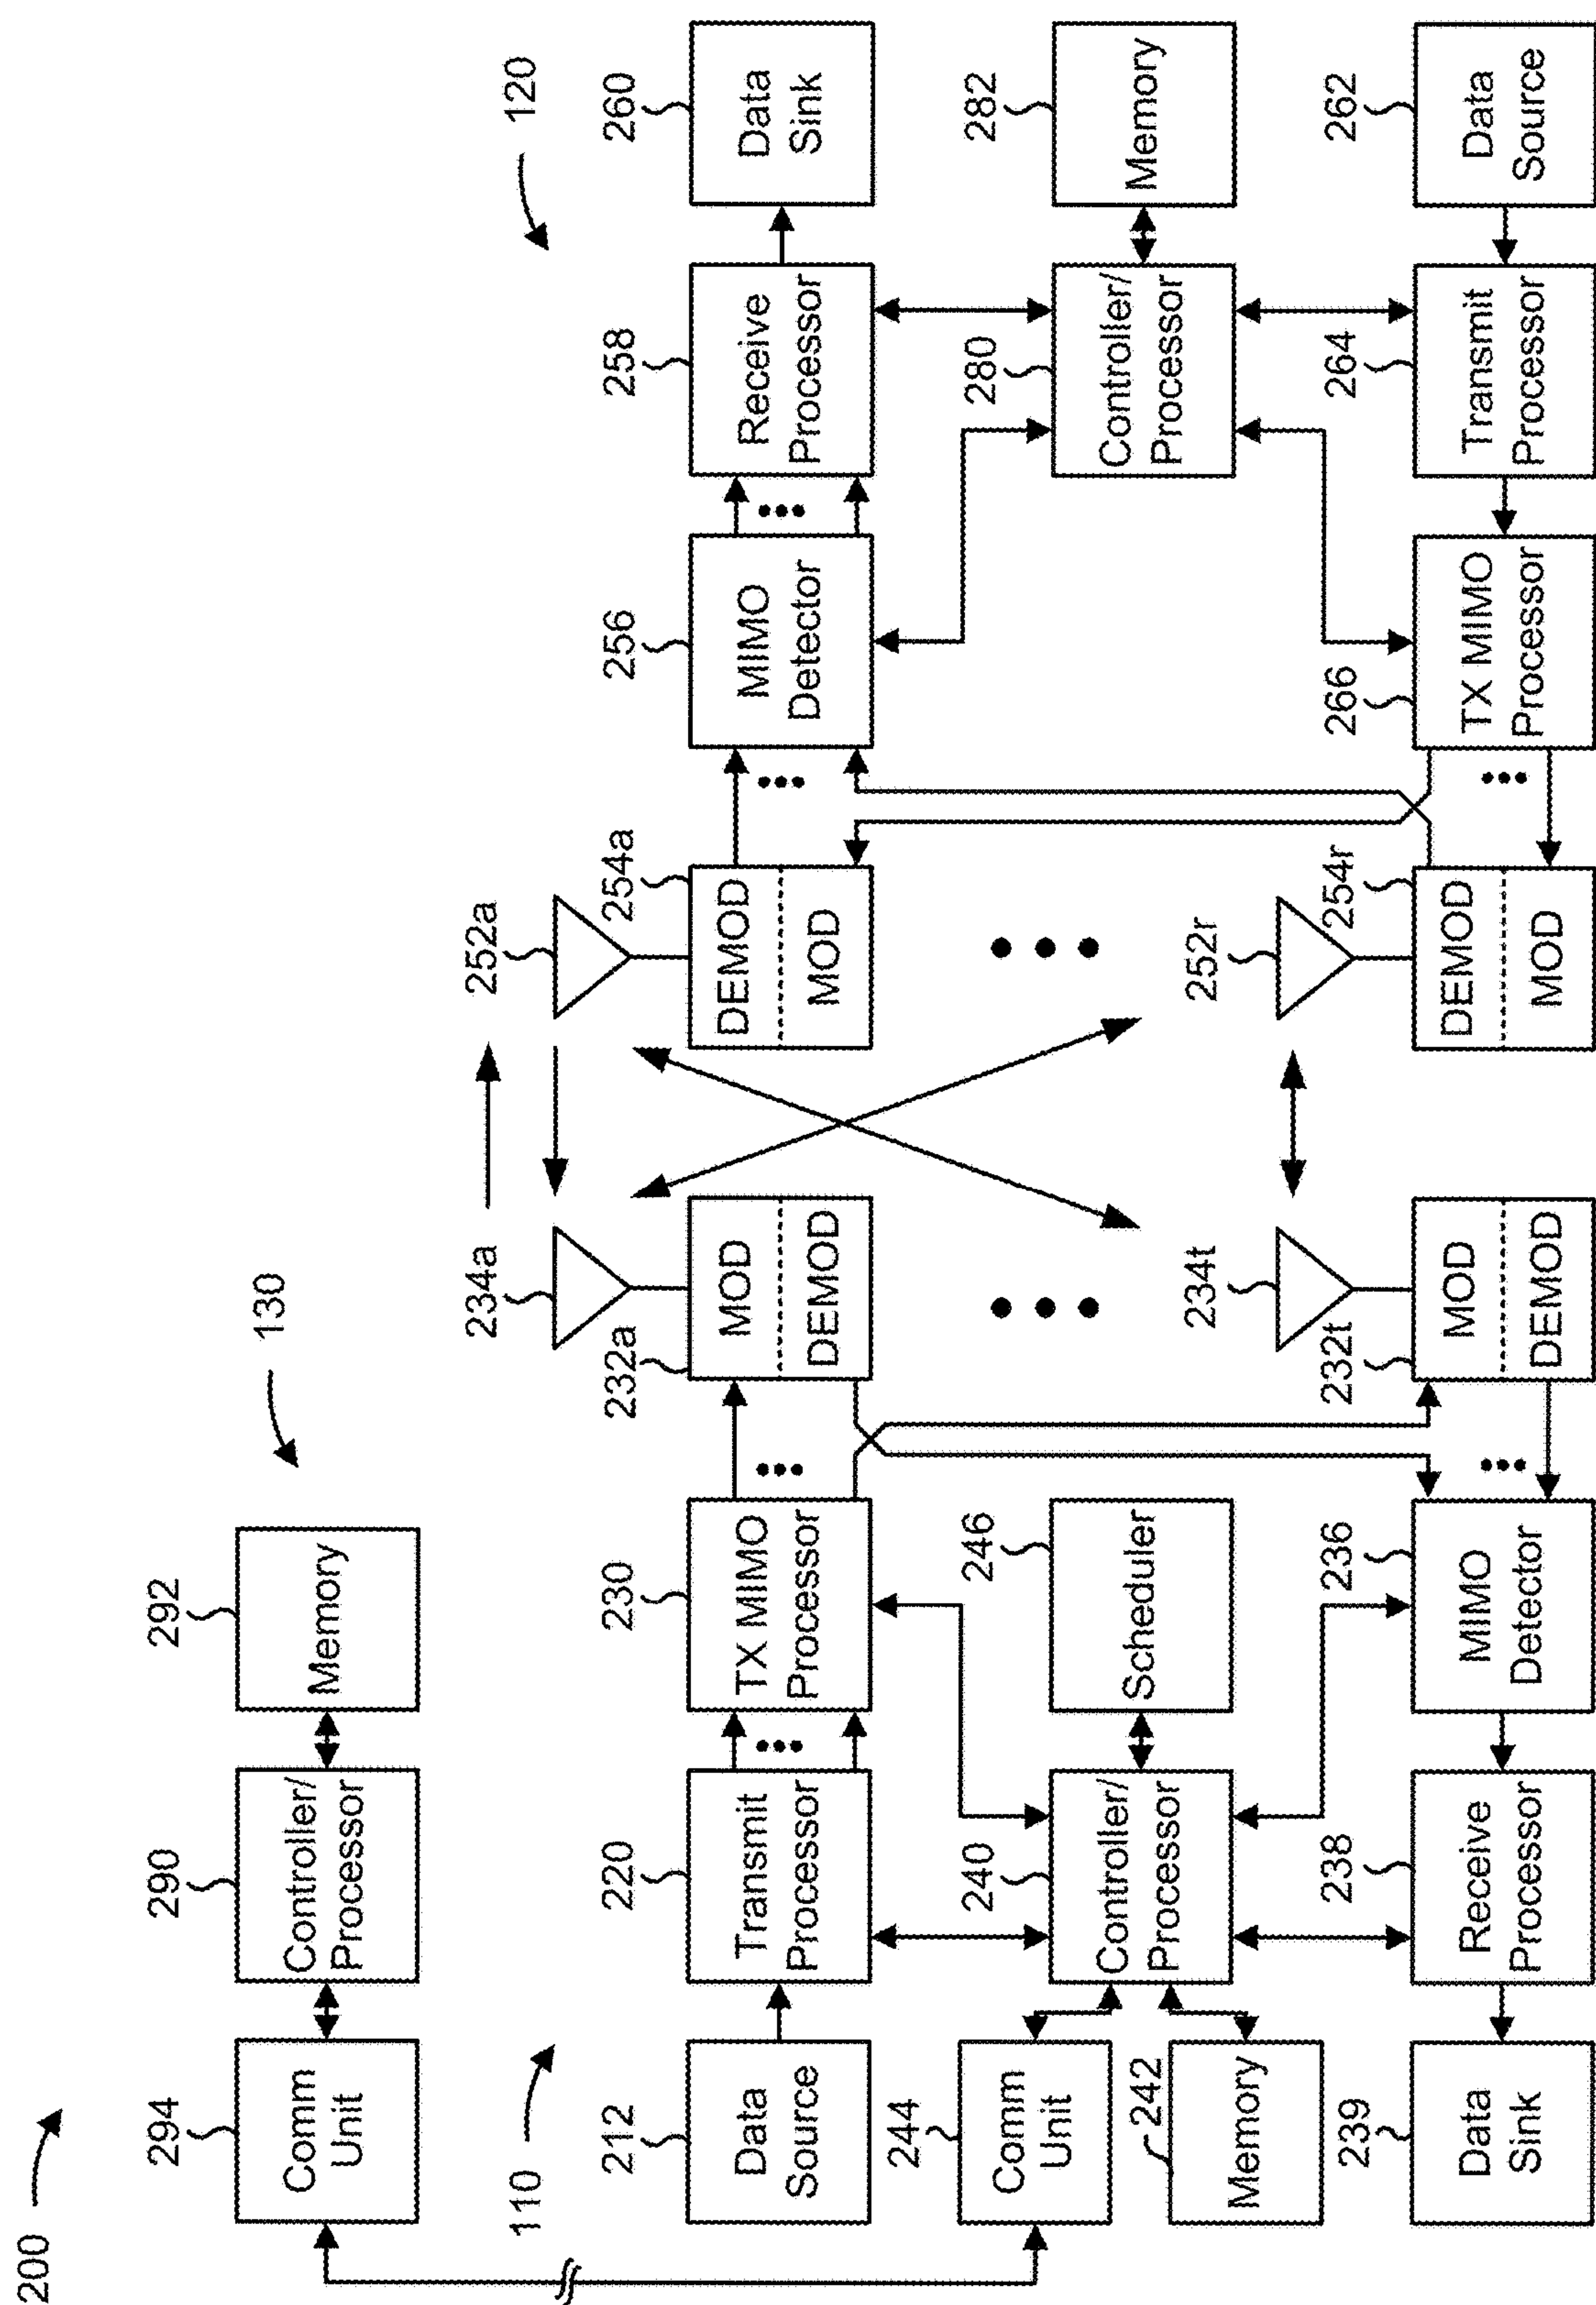 200
130
294
290
292
Comm
Unit
Controller/
Processor
Memory
110
120
212
220
230
232a
234a
252a
254a
256
258
260
Data
Source
Transmit
Processor
TX MIMO
Processor
MOD
DEMOD
DEMOD
MOD
MIMO
Detector
Receive
Processor
Data
Sink
244
240
246
280
282
Comm
Unit
Controller/
Processor
Scheduler
Controller/
Processor
Memory
242
Memory
239
238
236
232t
234t
252r
254r
266
264
262
Data
Sink
Receive
Processor
MIMO
Detector
MOD
DEMOD
DEMOD
MOD
TX MIMO
Processor
Transmit
Processor
Data
Source